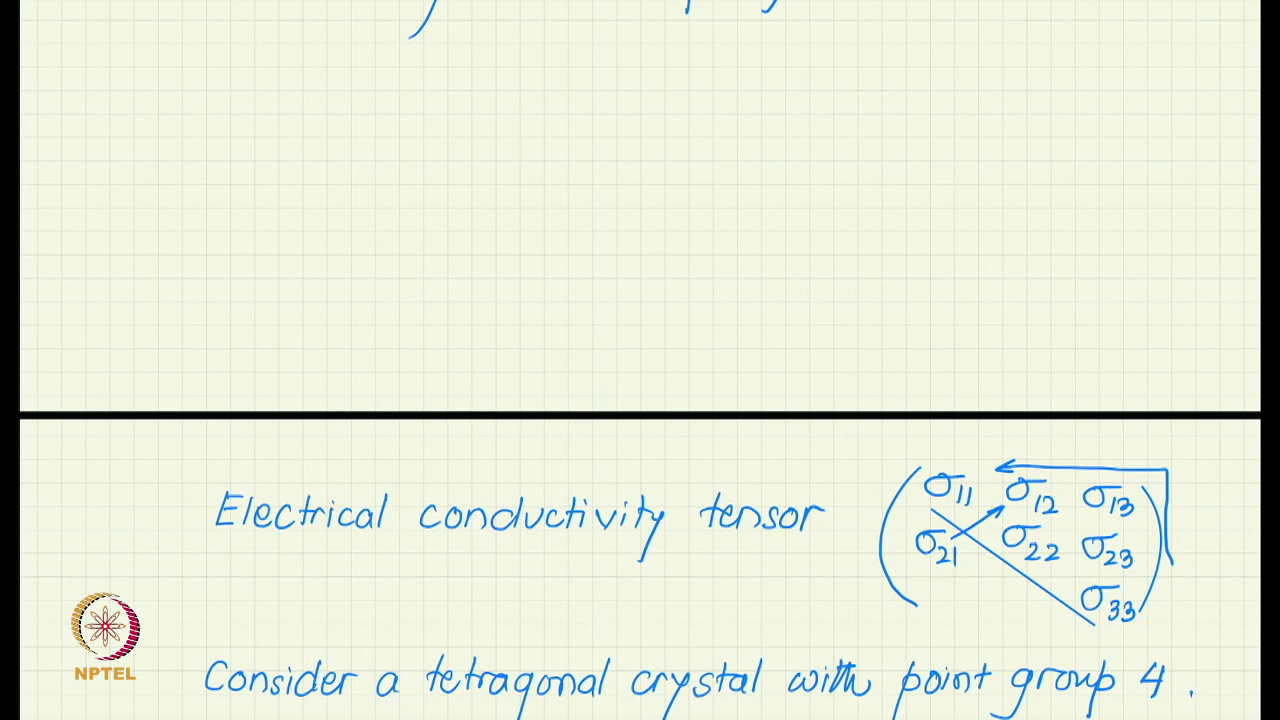 σ11 σ12 σ13
Electrical conductivity tensor
σ21 σ22 σ23
σ33
NPTEL
Consider a tetragonal crystal with point group 4.